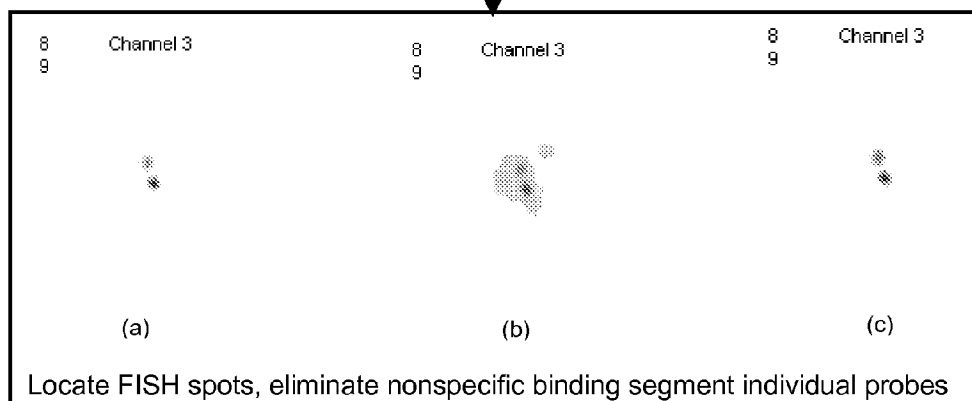 8 Channel 3
9
8 Channel 3
9
8 Channel 3
9
(a)
(b)
(c)
Locate FISH spots, eliminate nonspecific binding segment individual probes